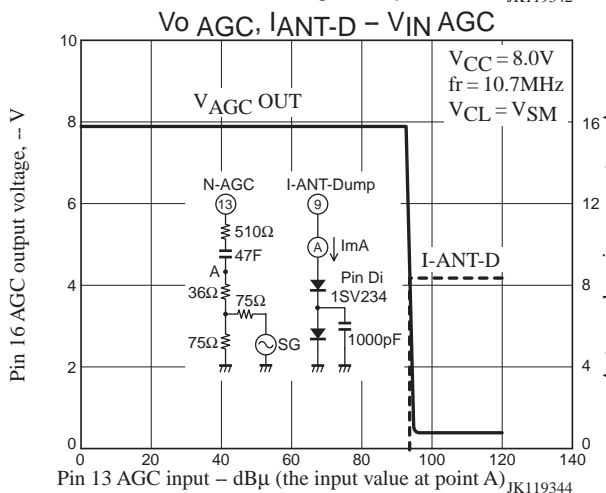 JK119342
Vo AGC, IANT-D – VIN AGC
VCC = 8.0V
fr = 10.7MHz
VCL = VSM
VAGC OUT
I-ANT-D
N-AGC
13
510Ω
47F
A
36Ω
75Ω
75Ω
SG
I-ANT-Dump
9
A
ImA
Pin Di
1SV234
1000pF
Pin 16 AGC output voltage, -- V
10
8
6
4
2
0
16
12
8
4
0
0 20 40 60 80 100 120 140
Pin 13 AGC input -- dBμ (the input value at point A)
JK119344